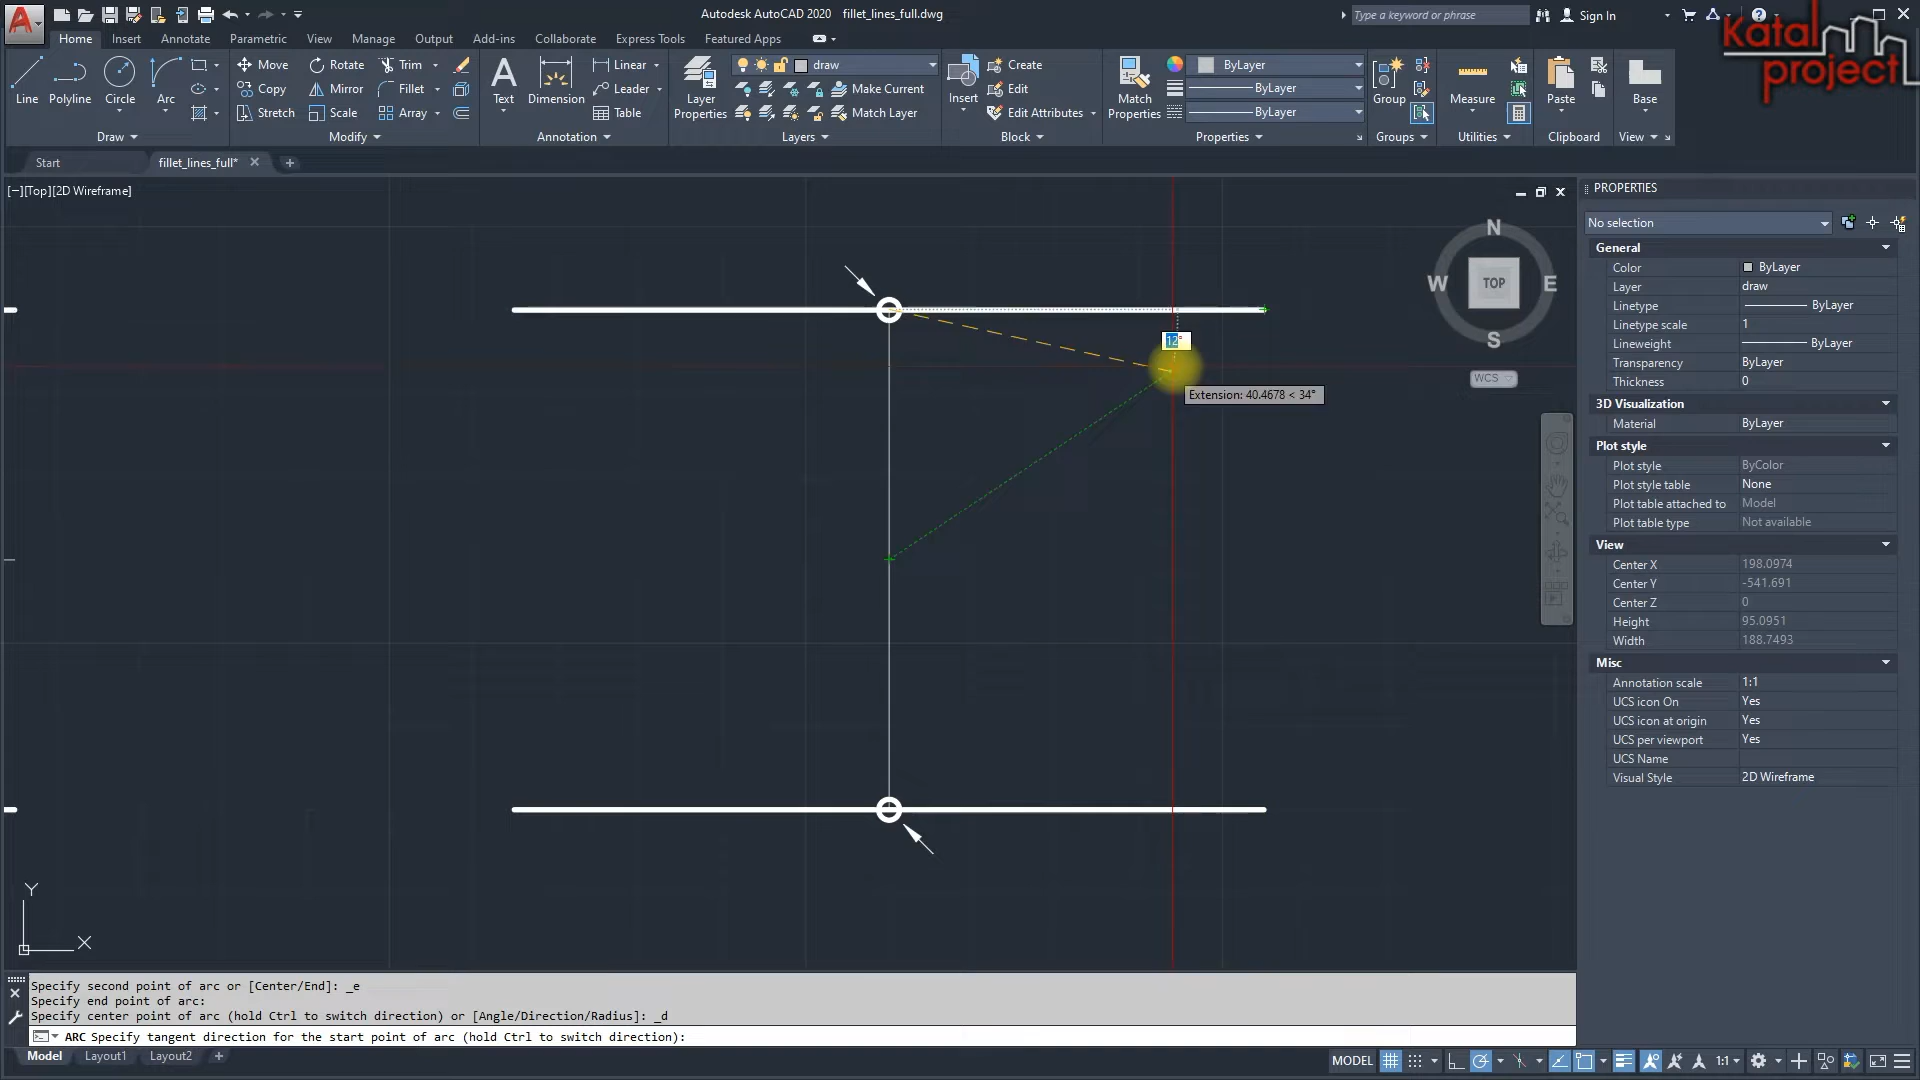 Autodesk AutoCAD 2020 fillet_lines_full.dwg
Type a keyword or phrase
Sign In
Katal
project
Home Insert Annotate Parametric View Manage Output Add-ins Collaborate Express Tools Featured Apps
Line Polyline Circle Arc
Move Rotate Trim
Copy Mirror Fillet
Stretch Scale Array
Text Dimension
Linear
Leader
Table
Layer
Properties
draw
Make Current
Match Layer
Insert
Create
Edit
Edit Attributes
Match
Properties
ByLayer
ByLayer
ByLayer
Group
Measure
Paste
Base
Draw Modify Annotation Layers Block Properties Groups Utilities Clipboard View
Start fillet_lines_full*
[−][Top][2D Wireframe]
N
W TOP E
S
WCS
12°
Extension: 40.4678 < 34°
Y
X
PROPERTIES
No selection
General
Color ByLayer
Layer draw
Linetype ByLayer
Linetype scale 1
Lineweight ByLayer
Transparency ByLayer
Thickness 0
3D Visualization
Material ByLayer
Plot style
Plot style ByColor
Plot style table None
Plot table attached to Model
Plot table type Not available
View
Center X 198.0974
Center Y -541.691
Center Z 0
Height 95.0951
Width 188.7493
Misc
Annotation scale 1:1
UCS icon On Yes
UCS icon at origin Yes
UCS per viewport Yes
UCS Name
Visual Style 2D Wireframe
Specify second point of arc or [Center/End]: _e
Specify end point of arc:
Specify center point of arc (hold Ctrl to switch direction) or [Angle/Direction/Radius]: _d
ARC Specify tangent direction for the start point of arc (hold Ctrl to switch direction):
Model Layout1 Layout2 +
MODEL 1:1